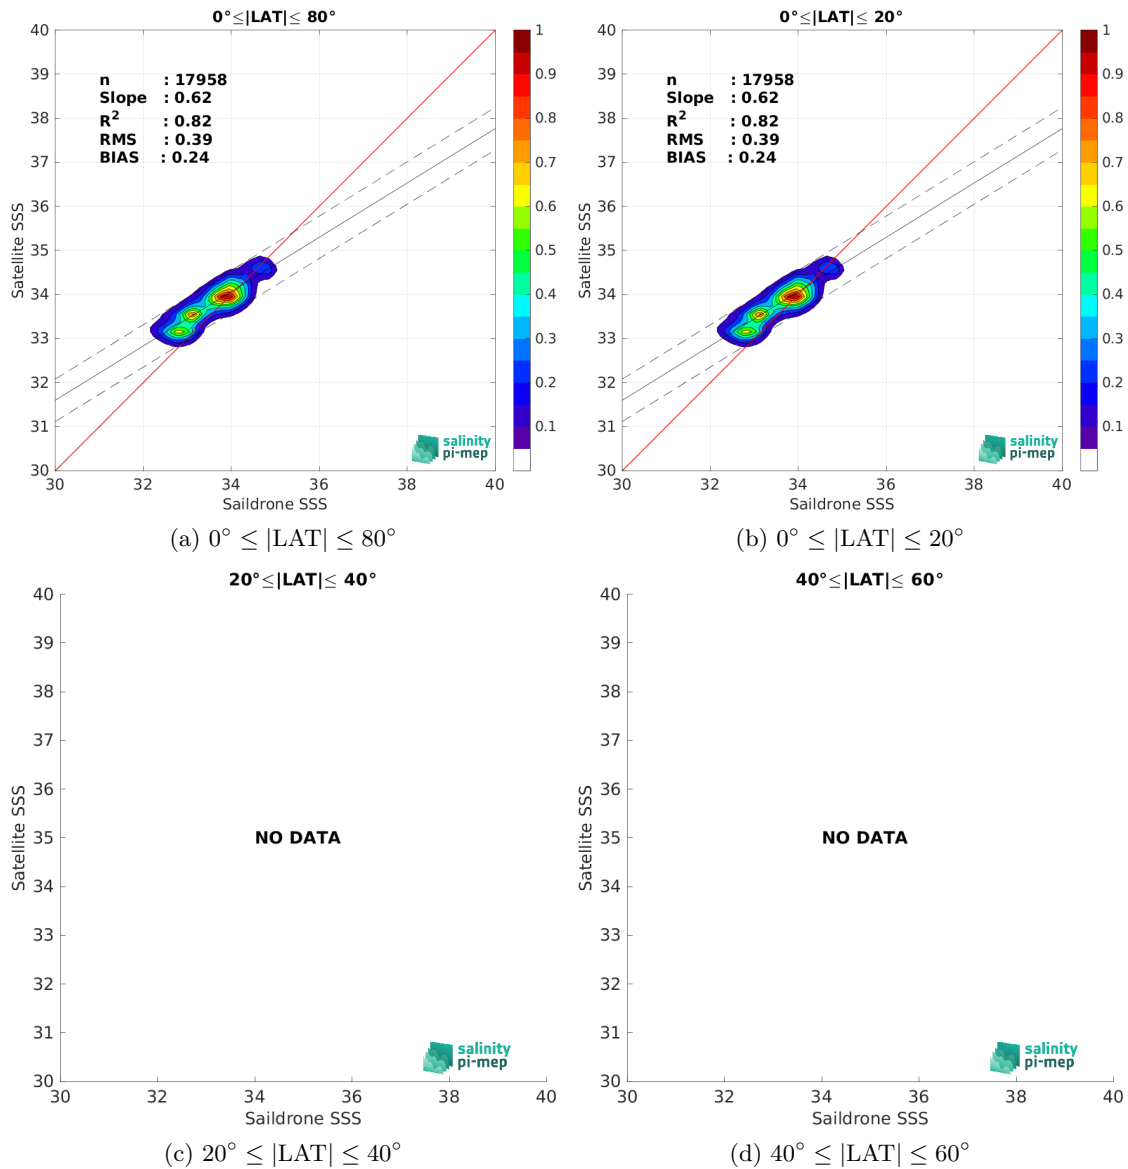 0°≤|LAT|≤ 80°
40
39
38
37
36
35
34
33
32
31
30
30
32
34
36
38
40
Satellite SSS
Saildrone SSS
n : 17958
Slope : 0.62
R² : 0.82
RMS : 0.39
BIAS : 0.24
1
0.9
0.8
0.7
0.6
0.5
0.4
0.3
0.2
0.1
salinity
pi-mep
(a) 0° ≤ |LAT| ≤ 80°
0°≤|LAT|≤ 20°
40
39
38
37
36
35
34
33
32
31
30
30
32
34
36
38
40
Satellite SSS
Saildrone SSS
n : 17958
Slope : 0.62
R² : 0.82
RMS : 0.39
BIAS : 0.24
1
0.9
0.8
0.7
0.6
0.5
0.4
0.3
0.2
0.1
salinity
pi-mep
(b) 0° ≤ |LAT| ≤ 20°
20°≤|LAT|≤ 40°
40
39
38
37
36
35
34
33
32
31
30
30
32
34
36
38
40
Satellite SSS
Saildrone SSS
NO DATA
salinity
pi-mep
(c) 20° ≤ |LAT| ≤ 40°
40°≤|LAT|≤ 60°
40
39
38
37
36
35
34
33
32
31
30
30
32
34
36
38
40
Satellite SSS
Saildrone SSS
NO DATA
salinity
pi-mep
(d) 40° ≤ |LAT| ≤ 60°